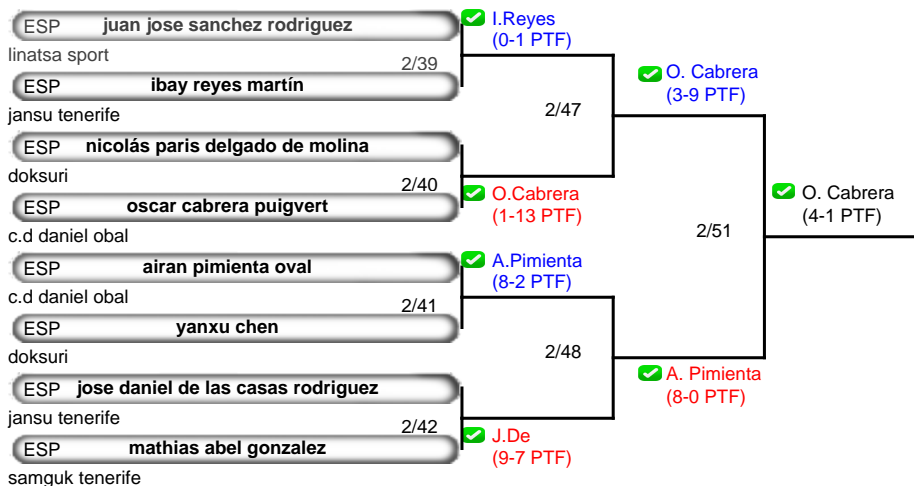 ESP juan jose sanchez rodriguez
linatsa sport
2/39
ESP ibay reyes martín
jansu tenerife
I.Reyes
(0-1 PTF)
2/47
ESP nicolás paris delgado de molina
doksuri
2/40
ESP oscar cabrera puigvert
c.d daniel obal
O.Cabrera
(1-13 PTF)
O. Cabrera
(3-9 PTF)
2/51
O. Cabrera
(4-1 PTF)
ESP airan pimienta oval
c.d daniel obal
2/41
ESP yanxu chen
doksuri
A.Pimienta
(8-2 PTF)
2/48
ESP jose daniel de las casas rodriguez
jansu tenerife
2/42
ESP mathias abel gonzalez
samguk tenerife
J.De
(9-7 PTF)
A. Pimienta
(8-0 PTF)